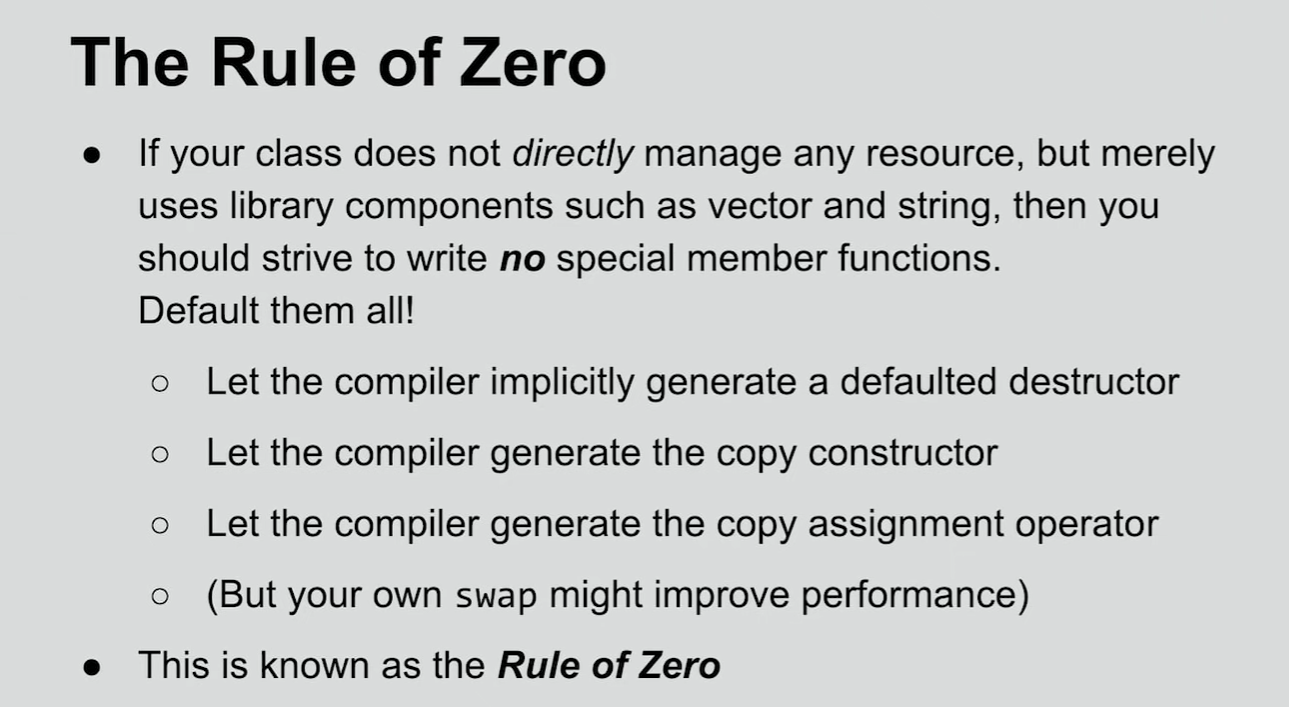 The Rule of Zero
● If your class does not directly manage any resource, but merely
uses library components such as vector and string, then you
should strive to write no special member functions.
Default them all!
○ Let the compiler implicitly generate a defaulted destructor
○ Let the compiler generate the copy constructor
○ Let the compiler generate the copy assignment operator
○ (But your own swap might improve performance)
● This is known as the Rule of Zero